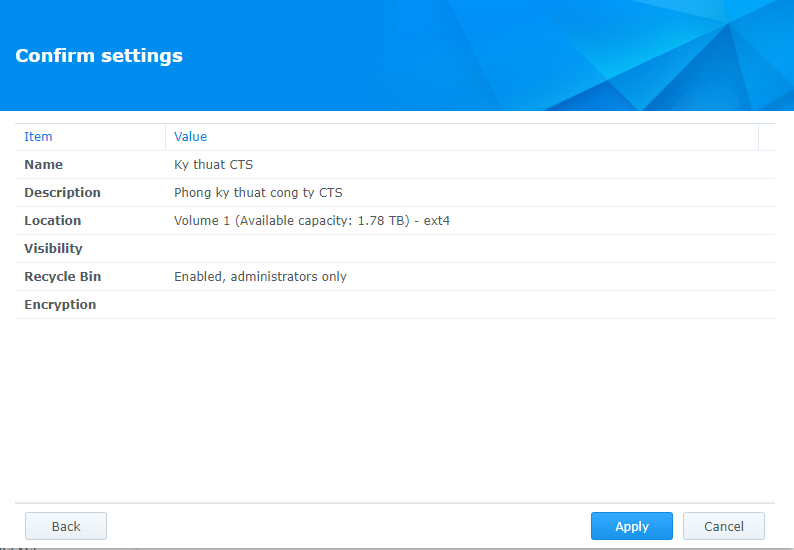 Confirm settings
Item Value
Name Ky thuat CTS
Description Phong ky thuat cong ty CTS
Location Volume 1 (Available capacity: 1.78 TB) - ext4
Visibility
Recycle Bin Enabled, administrators only
Encryption
Back Apply Cancel